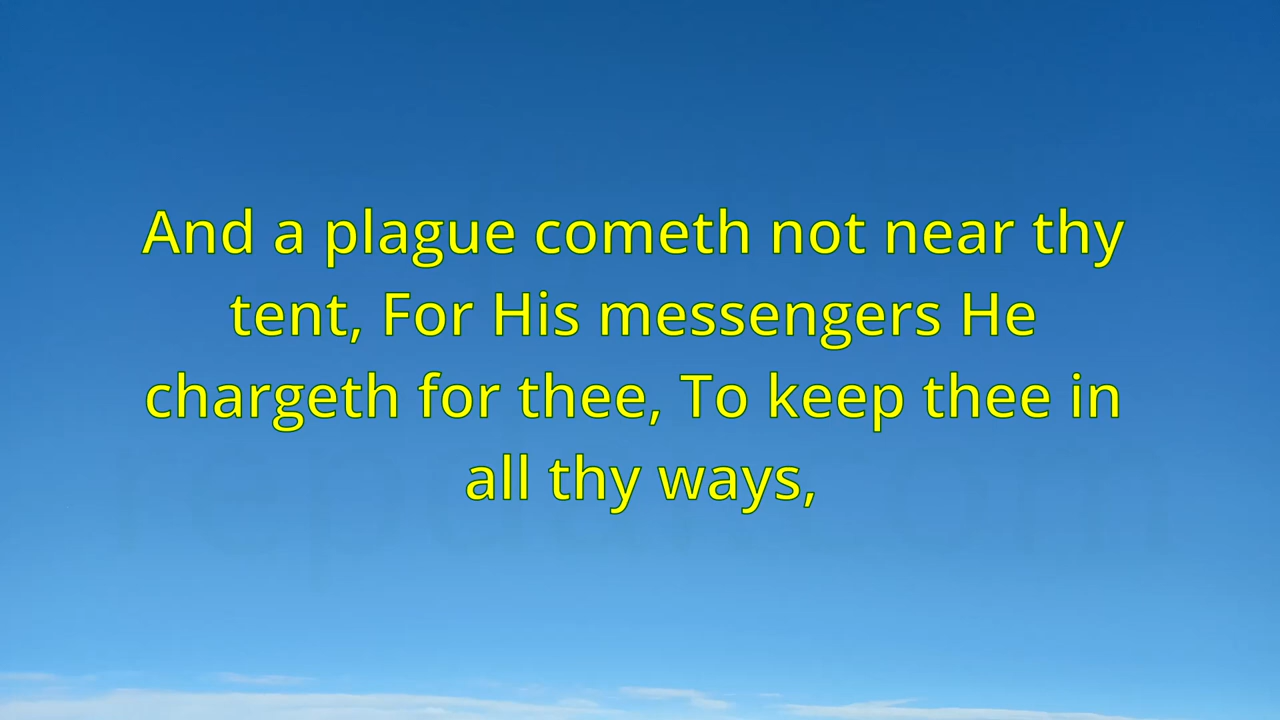 And a plague cometh not near thy
tent, For His messengers He
chargeth for thee, To keep thee in
all thy ways,